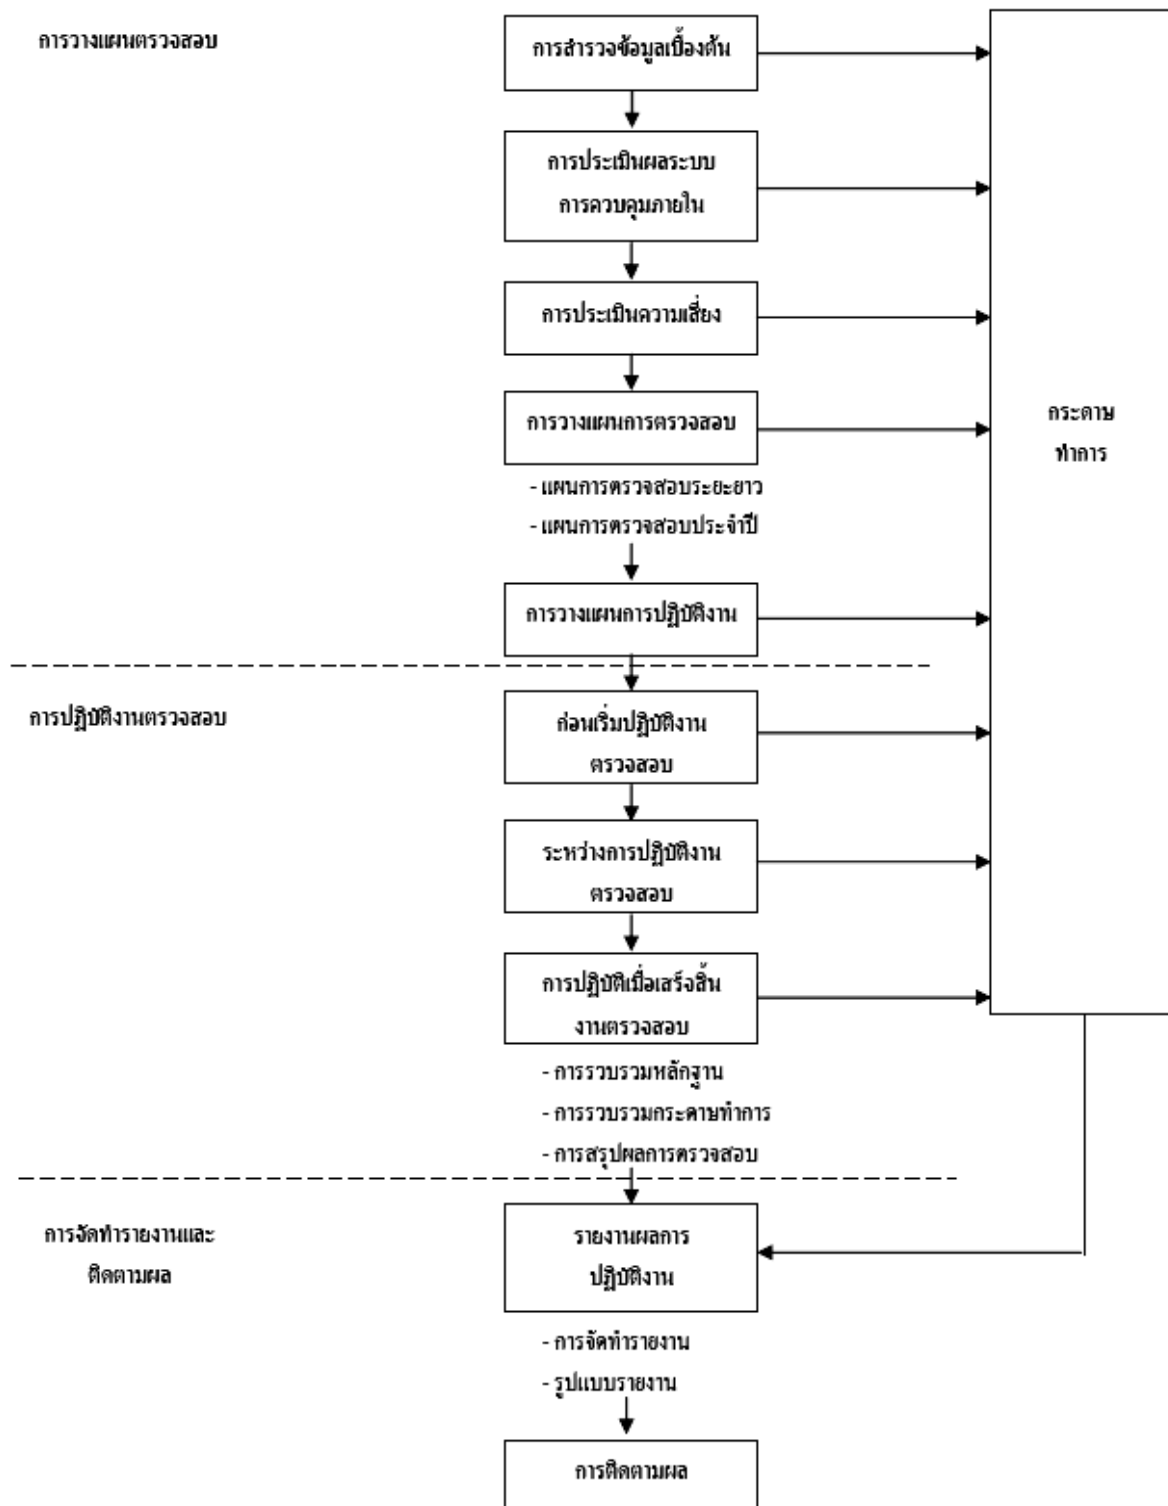 การวางแผนตรวจสอบ
การสำรวจข้อมูลเบื้องต้น
การประเมินผลระบบ
การควบคุมภายใน
การประเมินความเสี่ยง
การวางแผนการตรวจสอบ
- แผนการตรวจสอบระยะยาว
- แผนการตรวจสอบประจำปี
การวางแผนการปฏิบัติงาน
กระดาษ
ทำการ
การปฏิบัติงานตรวจสอบ
ก่อนเริ่มปฏิบัติงาน
ตรวจสอบ
ระหว่างการปฏิบัติงาน
ตรวจสอบ
การปฏิบัติเมื่อเสร็จสิ้น
งานตรวจสอบ
- การรวบรวมหลักฐาน
- การรวบรวมกระดาษทำการ
- การสรุปผลการตรวจสอบ
การจัดทำรายงานและ
ติดตามผล
รายงานผลการ
ปฏิบัติงาน
- การจัดทำรายงาน
- รูปแบบรายงาน
การติดตามผล